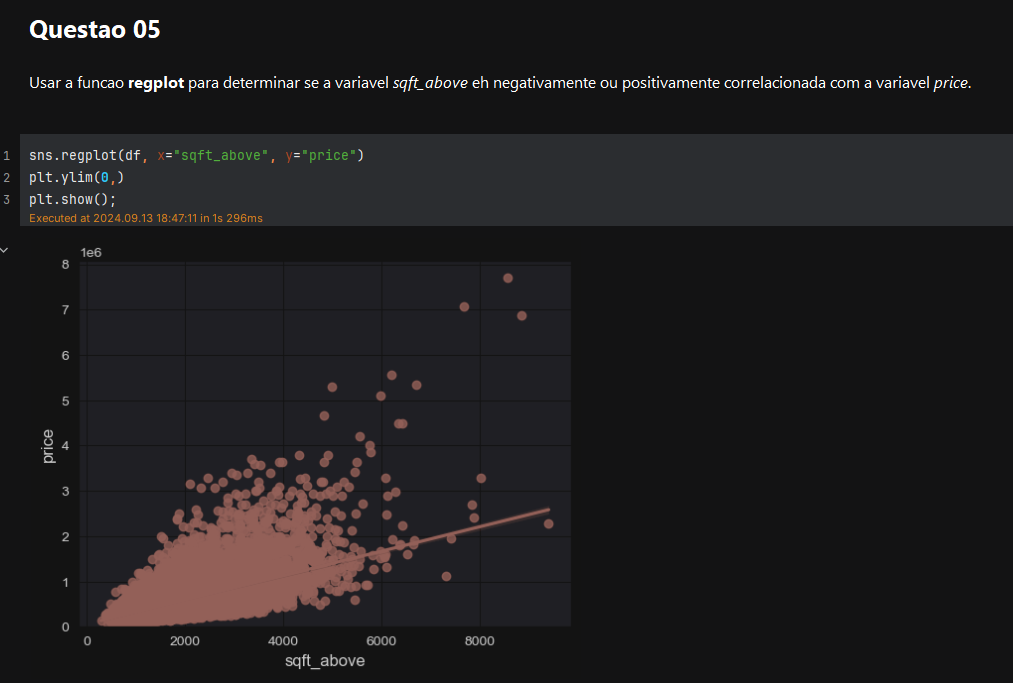 Questao 05
Usar a funcao regplot para determinar se a variavel sqft_above eh negativamente ou positivamente correlacionada com a variavel price.
1 sns.regplot(df, x="sqft_above", y="price")
2 plt.ylim(0,)
3 plt.show();
Executed at 2024.09.13 18:47:11 in 1s 296ms
1e6
8
7
6
5
4
3
2
1
0
price
0 2000 4000 6000 8000
sqft_above